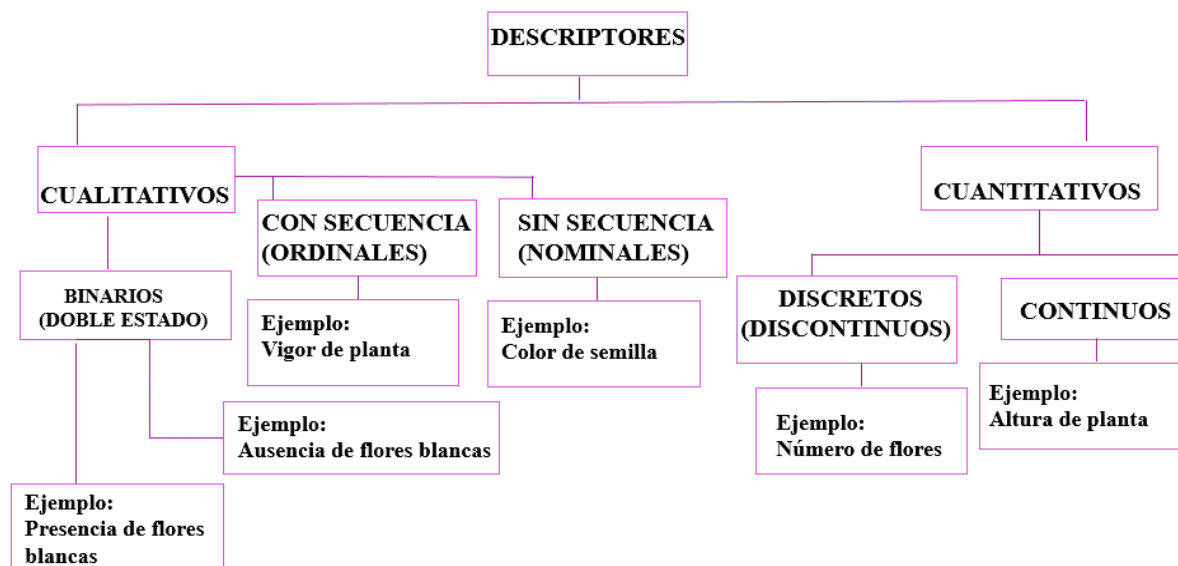 DESCRIPTORES
CUALITATIVOS
CUANTITATIVOS
CON SECUENCIA
(ORDINALES)
SIN SECUENCIA
(NOMINALES)
BINARIOS
(DOBLE ESTADO)
DISCRETOS
(DISCONTINUOS)
CONTINUOS
Ejemplo:
Vigor de planta
Ejemplo:
Color de semilla
Ejemplo:
Altura de planta
Ejemplo:
Ausencia de flores blancas
Ejemplo:
Número de flores
Ejemplo:
Presencia de flores
blancas